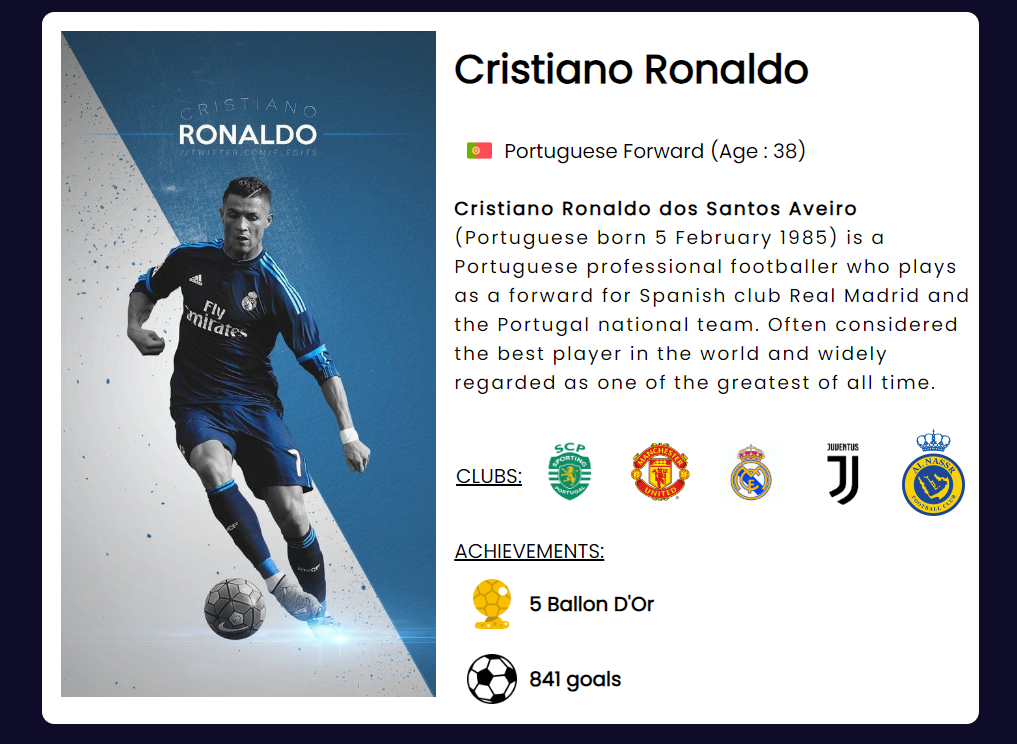 Cristiano Ronaldo
CRISTIANO
RONALDO
//TWITTER.COM/F_EDITS
Fly
Emirates
7
Portuguese Forward (Age : 38)
Cristiano Ronaldo dos Santos Aveiro
(Portuguese born 5 February 1985) is a
Portuguese professional footballer who plays
as a forward for Spanish club Real Madrid and
the Portugal national team. Often considered
the best player in the world and widely
regarded as one of the greatest of all time.
CLUBS:
SCP
SPORTING
PORTUGAL
MANCHESTER
UNITED
JUVENTUS
AL-NASSR
FOOTBALL CLUB
ACHIEVEMENTS:
5 Ballon D'Or
841 goals